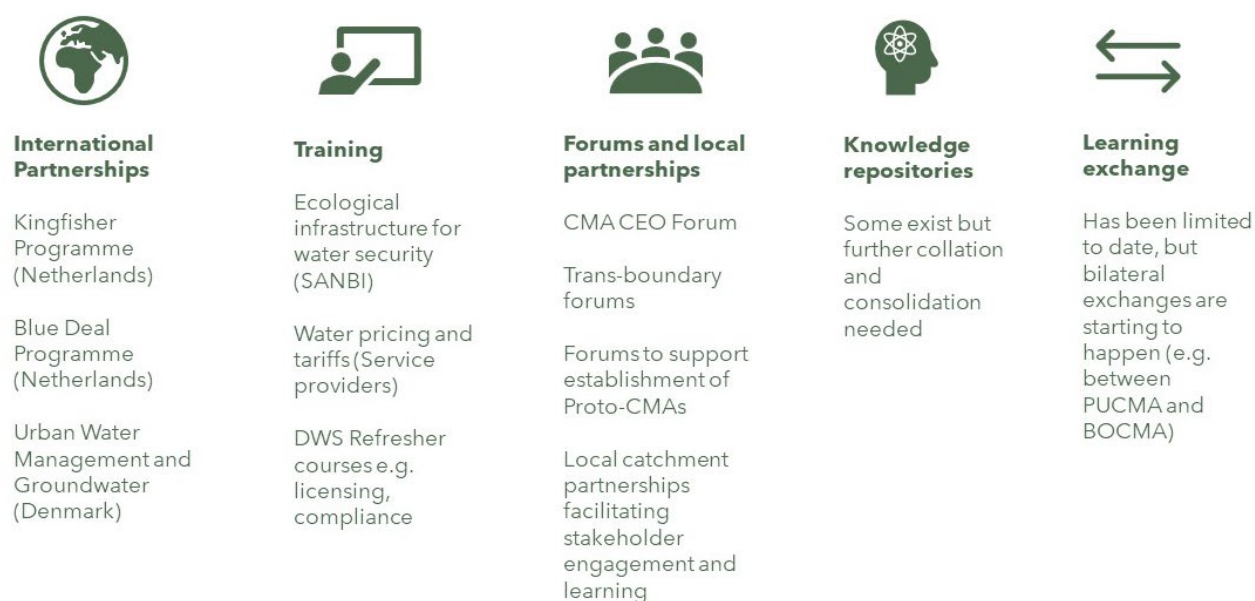 International
Partnerships
Kingfisher
Programme
(Netherlands)
Blue Deal
Programme
(Netherlands)
Urban Water
Management and
Groundwater
(Denmark)
Training
Ecological
infrastructure for
water security
(SANBI)
Water pricing and
tariffs (Service
providers)
DWS Refresher
courses e.g.
licensing,
compliance
Forums and local
partnerships
CMA CEO Forum
Trans-boundary
forums
Forums to support
establishment of
Proto-CMAs
Local catchment
partnerships
facilitating
stakeholder
engagement and
learning
Knowledge
repositories
Some exist but
further collation
and
consolidation
needed
Learning
exchange
Has been limited
to date, but
bilateral
exchanges are
starting to
happen (e.g.
between
PUCMA and
BOCMA)